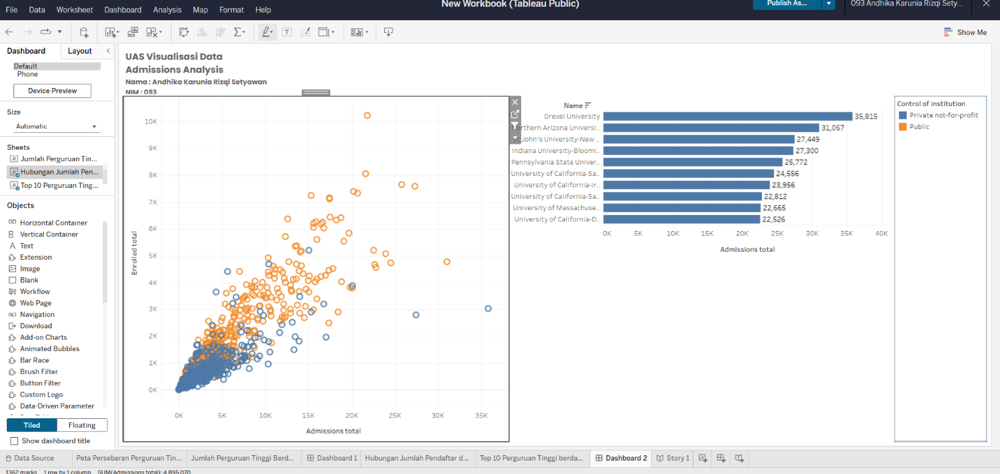 New Workbook (Tableau Public)
File Data Worksheet Dashboard Analysis Map Format Help
Publish As...
093 Andhika Karunia Rizqi Sety...
Show Me
Dashboard Layout
Default
Phone
Device Preview
Size
Automatic
Sheets
Jumlah Perguruan Tin...
Hubungan Jumlah Pen...
Top 10 Perguruan Ting...
Objects
Horizontal Container
Vertical Container
Text
Extension
Image
Blank
Workflow
Web Page
Navigation
Download
Add-on Charts
Animated Bubbles
Bar Race
Brush Filter
Button Filter
Custom Logo
Data-Driven Parameter
Tiled Floating
Show dashboard title
UAS Visualisasi Data
Admissions Analysis
Nama : Andhika Karunia Rizqi Setyawan
NIM : 093
Enrolled total
10K
9K
8K
7K
6K
5K
4K
3K
2K
1K
0K
0K 5K 10K 15K 20K 25K 30K 35K
Admissions total
Name
Drexel University 35,815
orthern Arizona Universi.. 31,057
St John's University-New .. 27,449
Indiana University-Bloomi.. 27,300
Pennsylvania State Univer.. 25,772
University of California-Sa.. 24,556
University of California-Ir.. 23,956
University of California-Sa.. 22,812
University of Massachuse.. 22,665
University of California-D.. 22,526
0K 5K 10K 15K 20K 25K 30K 35K 40K
Admissions total
Control of institution
Private not-for-profit
Public
Data Source Peta Persebaran Perguruan Tin... Jumlah Perguruan Tinggi Berd... Dashboard 1 Hubungan Jumlah Pendaftar d... Top 10 Perguruan Tinggi berda... Dashboard 2 Story 1
1362 marks 1 row by 1 column SUM(Admissions total): 4,895,070